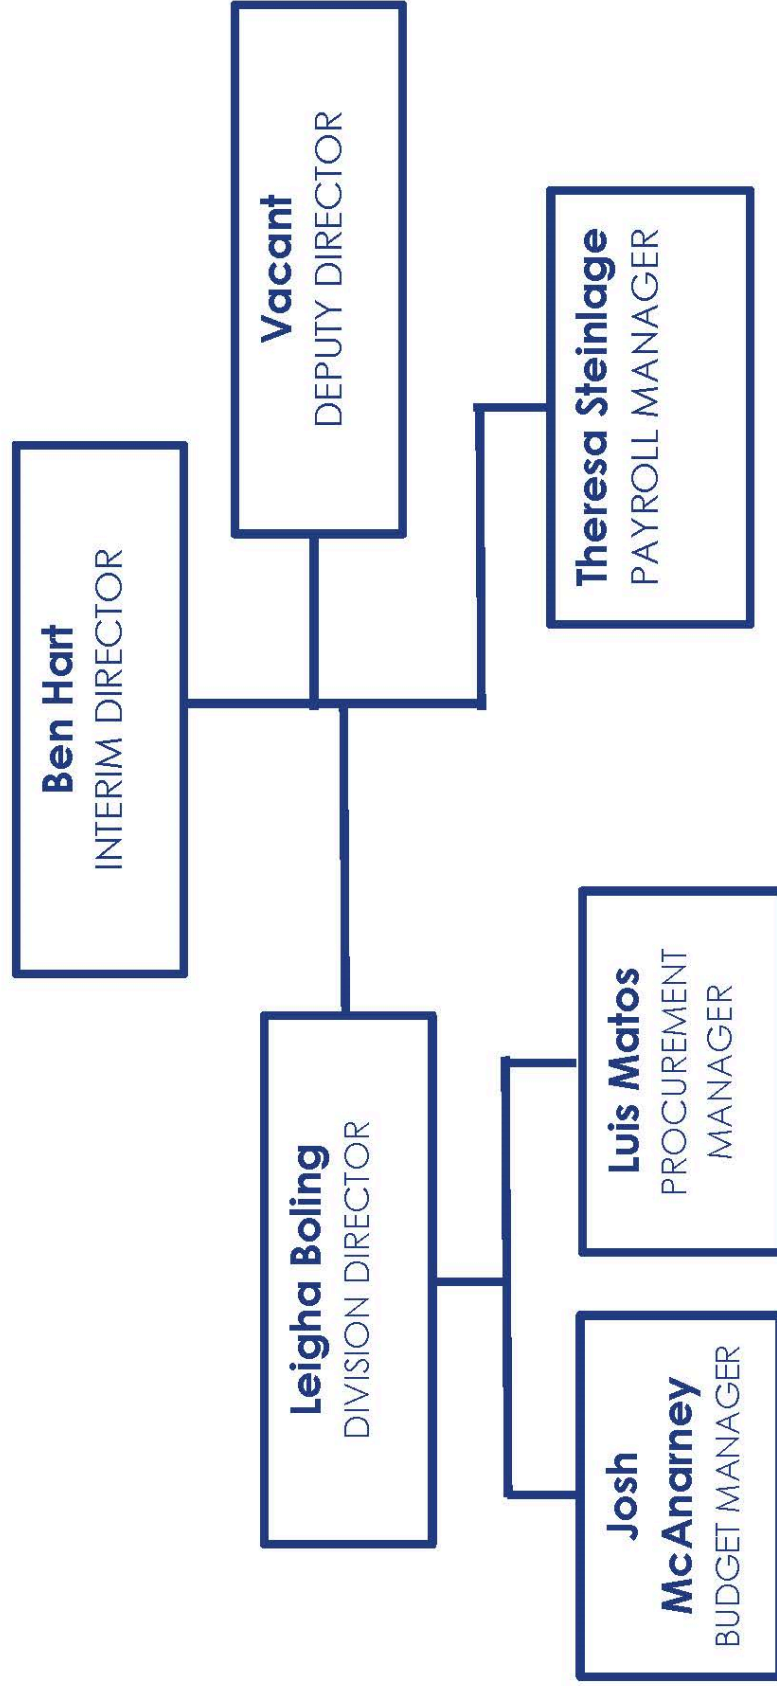 Ben Hart
INTERIM DIRECTOR
Vacant
DEPUTY DIRECTOR
Leigha Boling
DIVISION DIRECTOR
Josh
McAnarney
BUDGET MANAGER
Luis Matos
PROCUREMENT
MANAGER
Theresa Steinlage
PAYROLL MANAGER